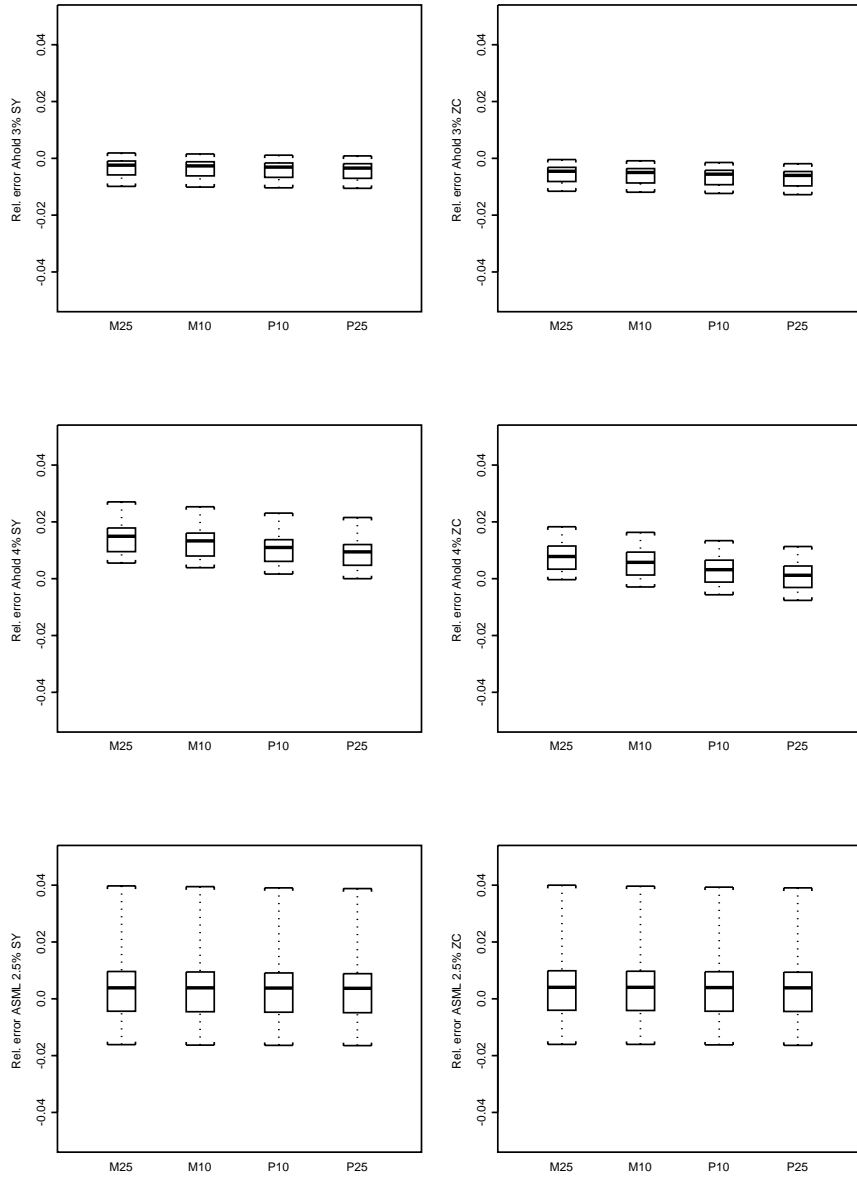 Rel. error Ahold 3% SY
-0.04
-0.02
0.0
0.02
0.04
M25 M10 P10 P25
Rel. error Ahold 3% ZC
-0.04
-0.02
0.0
0.02
0.04
M25 M10 P10 P25
Rel. error Ahold 4% SY
-0.04
-0.02
0.0
0.02
0.04
M25 M10 P10 P25
Rel. error Ahold 4% ZC
-0.04
-0.02
0.0
0.02
0.04
M25 M10 P10 P25
Rel. error ASML 2.5% SY
-0.04
-0.02
0.0
0.02
0.04
M25 M10 P10 P25
Rel. error ASML 2.5% ZC
-0.04
-0.02
0.0
0.02
0.04
M25 M10 P10 P25